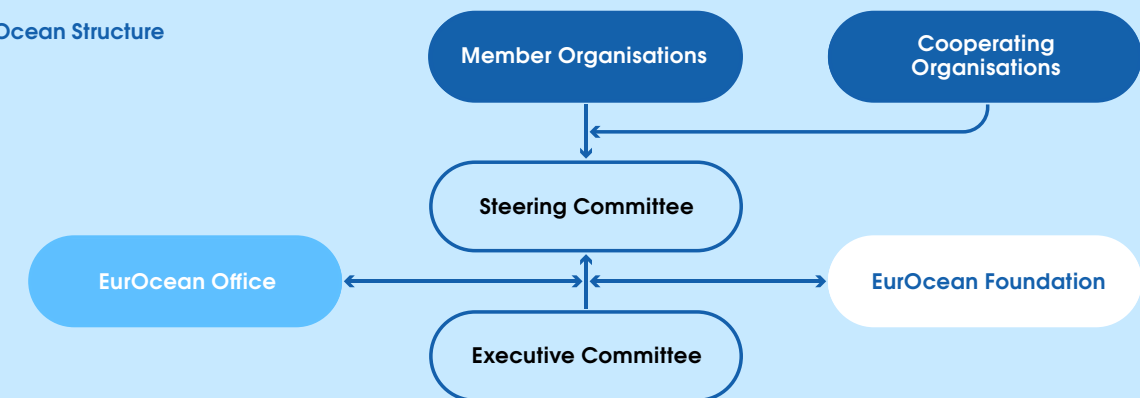 Ocean Structure
Member Organisations
Cooperating
Organisations
Steering Committee
EurOcean Office
EurOcean Foundation
Executive Committee